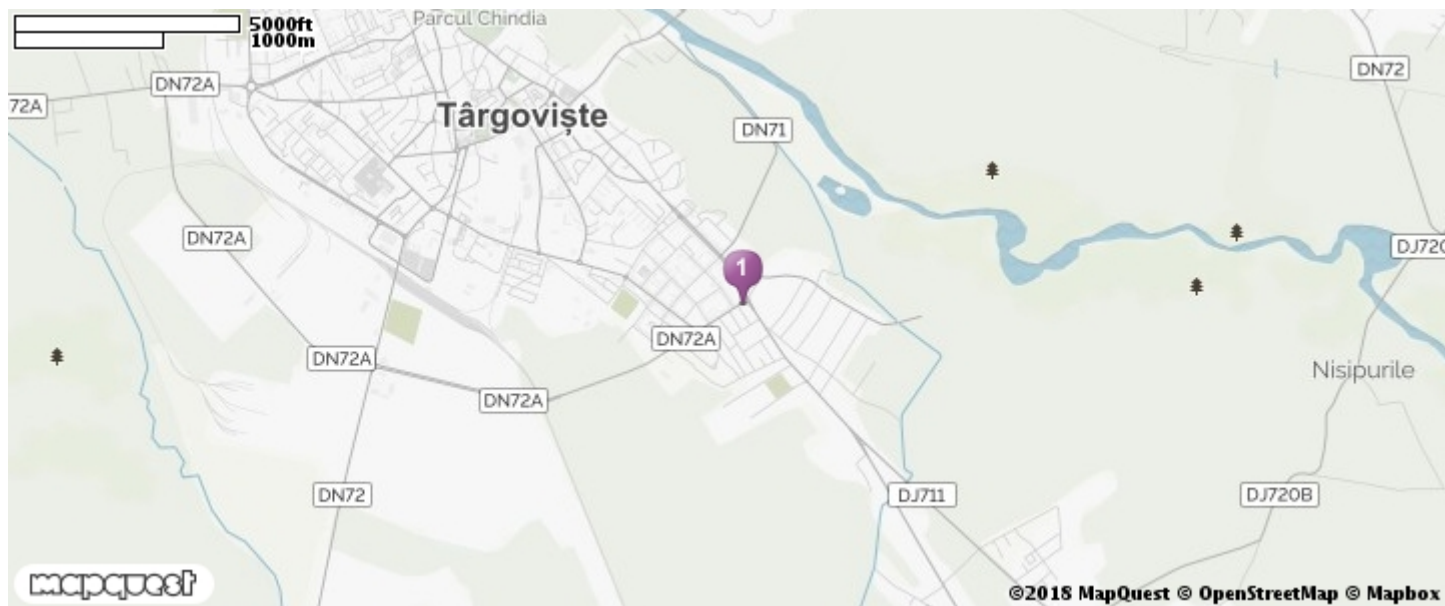 5000ft
1000m
Parcul Chindia
DN72A
72A
DN72
Târgoviște
DN71
DN72A
DJ720
1
DN72A
DN72A
Nisipurile
DN72A
DN72
DJ711
DJ720B
mapquest
©2018 MapQuest © OpenStreetMap © Mapbox